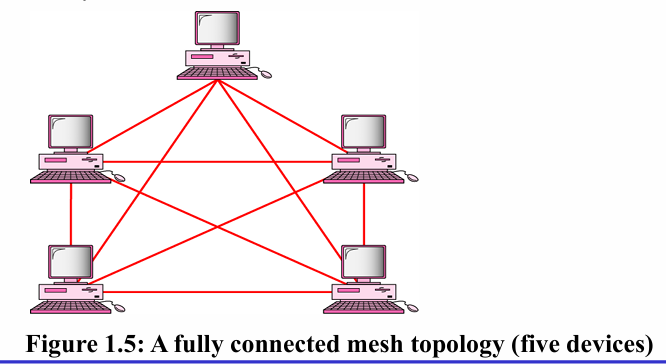 Figure 1.5: A fully connected mesh topology (five devices)